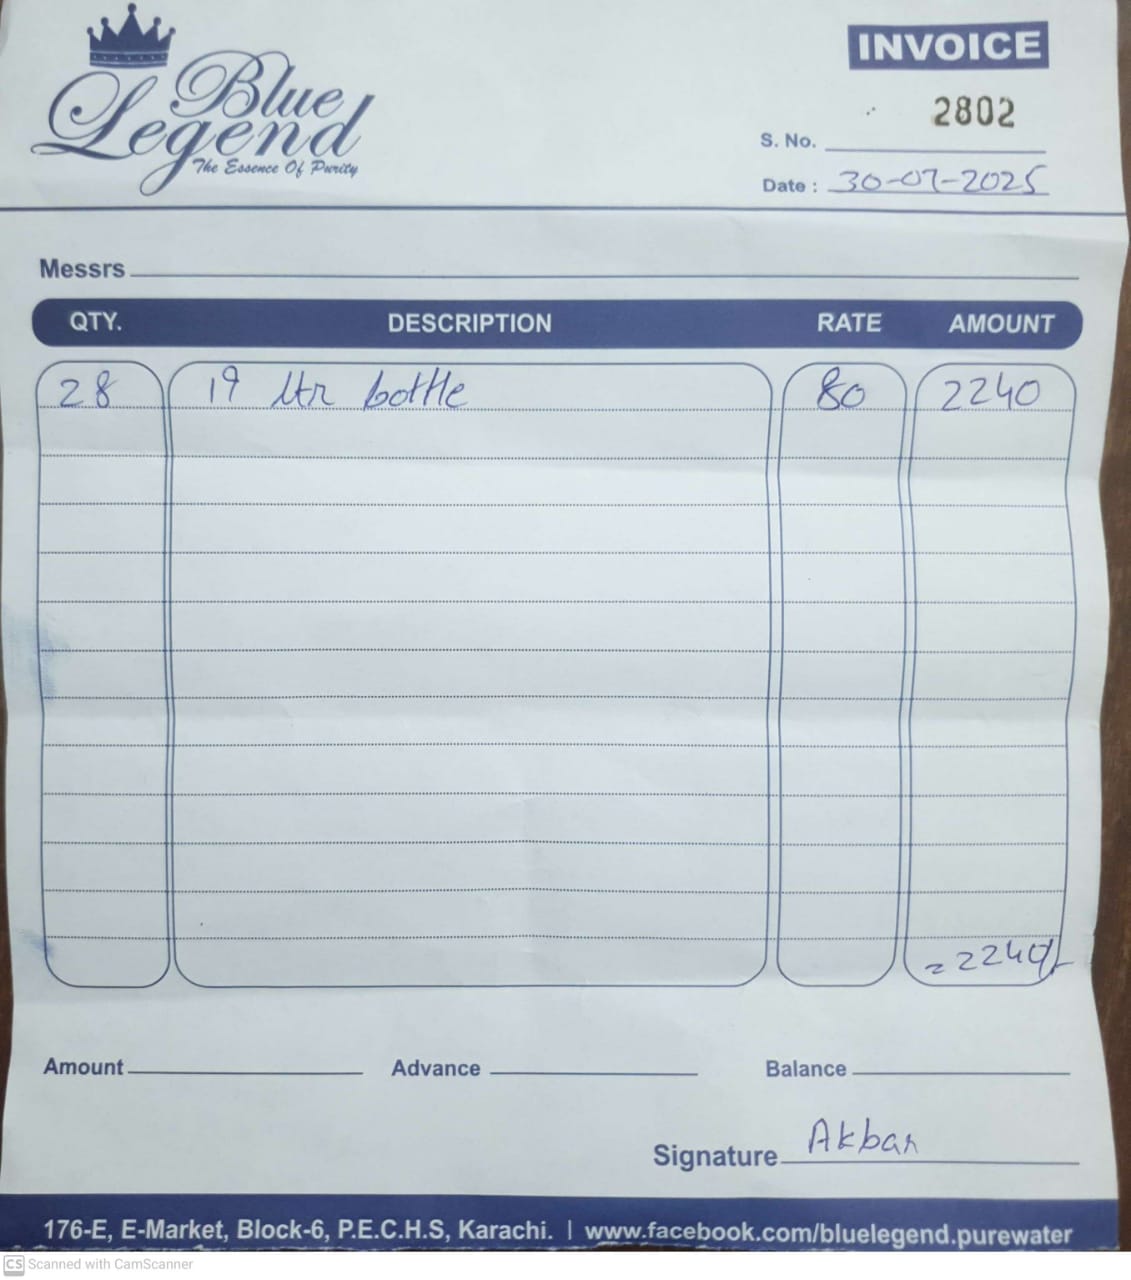 Blue
Legend
The Essence Of Purity
INVOICE
2802
S. No.
Date : 30-07-2025
Messrs
QTY. DESCRIPTION RATE AMOUNT
28 19 ltr bottle 80 2240
= 2240/-
Amount Advance Balance
Signature Akbar
176-E, E-Market, Block-6, P.E.C.H.S, Karachi. | www.facebook.com/bluelegend.purewater
CS Scanned with CamScanner